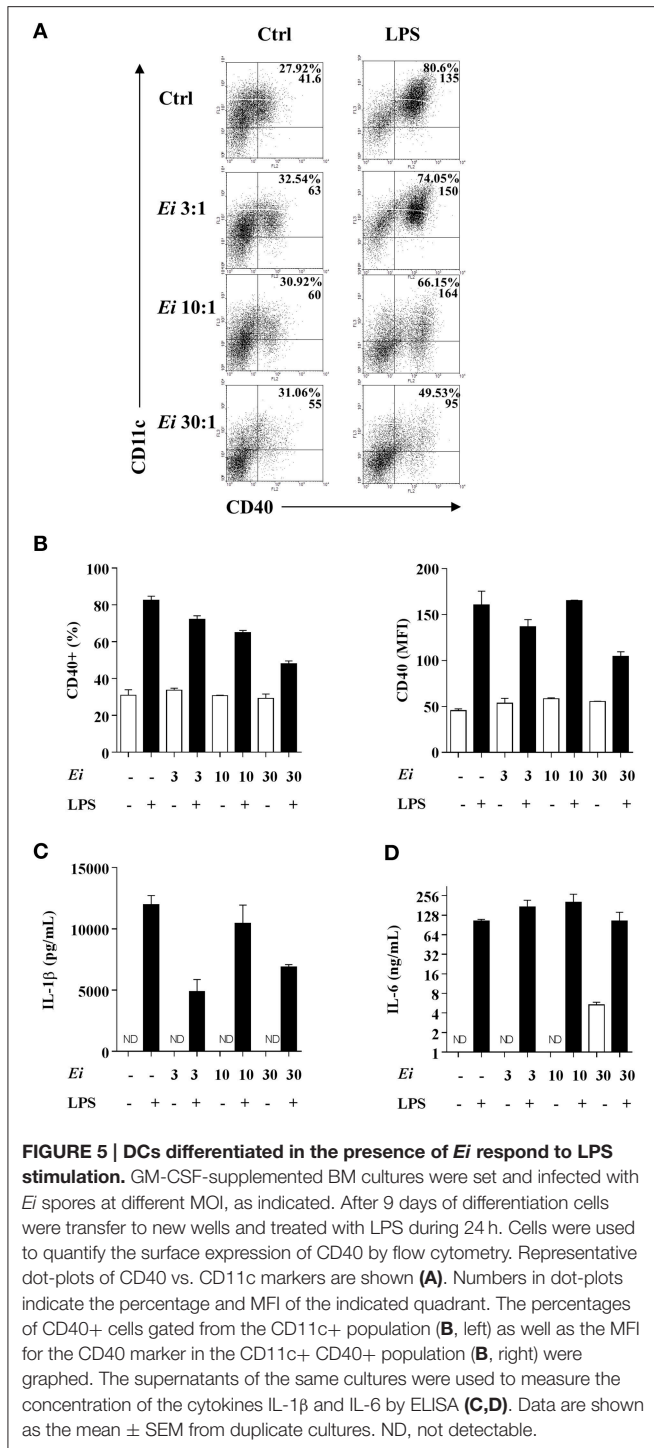 A
Ctrl LPS
Ctrl
27.92%
41.6
80.6%
135
Ei 3:1
32.54%
63
74.05%
150
Ei 10:1
30.92%
60
66.15%
164
Ei 30:1
31.06%
55
49.53%
95
CD11c
CD40
B
CD40+ (%)
100
80
60
40
20
0
Ei - - 3 3 10 10 30 30
LPS - + - + - + - +
CD40 (MFI)
200
150
100
50
0
- - 3 3 10 10 30 30
- + - + - + - +
C
IL-1β (pg/mL)
15000
10000
5000
0
ND ND ND ND
Ei - - 3 3 10 10 30 30
LPS - + - + - + - +
D
IL-6 (ng/mL)
256
128
64
32
16
8
4
2
1
ND ND ND
- - 3 3 10 10 30 30
- + - + - + - +
FIGURE 5 | DCs differentiated in the presence of Ei respond to LPS
stimulation. GM-CSF-supplemented BM cultures were set and infected with
Ei spores at different MOI, as indicated. After 9 days of differentiation cells
were transfer to new wells and treated with LPS during 24 h. Cells were used
to quantify the surface expression of CD40 by flow cytometry. Representative
dot-plots of CD40 vs. CD11c markers are shown (A). Numbers in dot-plots
indicate the percentage and MFI of the indicated quadrant. The percentages
of CD40+ cells gated from the CD11c+ population (B, left) as well as the MFI
for the CD40 marker in the CD11c+ CD40+ population (B, right) were
graphed. The supernatants of the same cultures were used to measure the
concentration of the cytokines IL-1β and IL-6 by ELISA (C,D). Data are shown
as the mean ± SEM from duplicate cultures. ND, not detectable.